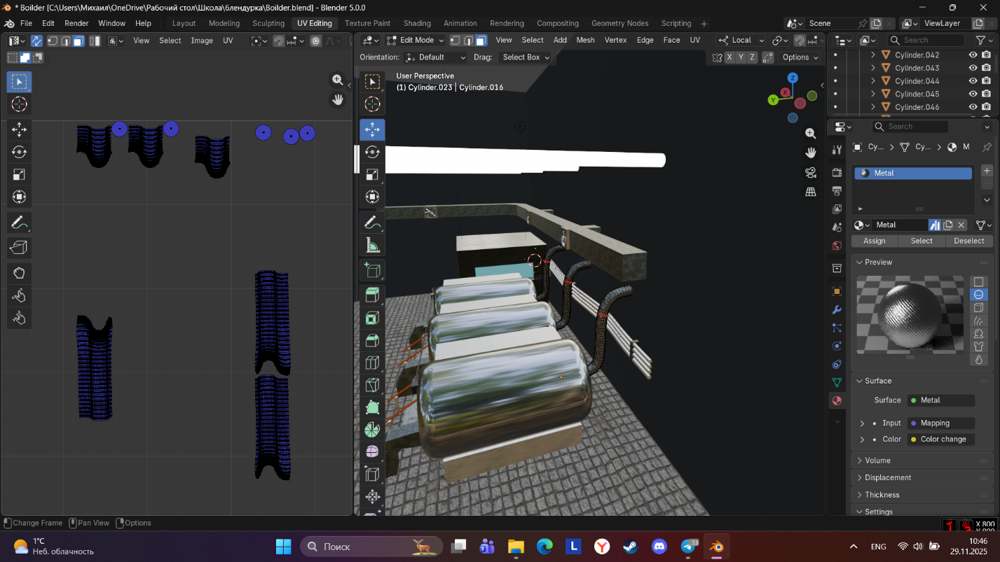 * Boilder [C:\Users\Михаил\OneDrive\Рабочий стол\Школа\блендурка\Boilder.blend] - Blender 5.0.0
File Edit Render Window Help Layout Modeling Sculpting UV Editing Texture Paint Shading Animation Rendering Compositing Geometry Nodes Scripting + Scene ViewLayer
View Select Image UV Edit Mode View Select Add Mesh Vertex Edge Face UV Local Search
Orientation: Default Drag: Select Box X Y Z Options
User Perspective
(1) Cylinder.023 | Cylinder.016
Z
X
Y
Cylinder.042
Cylinder.043
Cylinder.044
Cylinder.045
Cylinder.046
Search
Cy... Cy... M
Metal
Metal
Assign Select Deselect
Preview
Surface
Surface Metal
Input Mapping
Color Color change
Volume
Displacement
Thickness
Settings
Change Frame Pan View Options
X 800
1°C
Неб. облачность
Поиск
L
53
ENG
10:46
29.11.2025